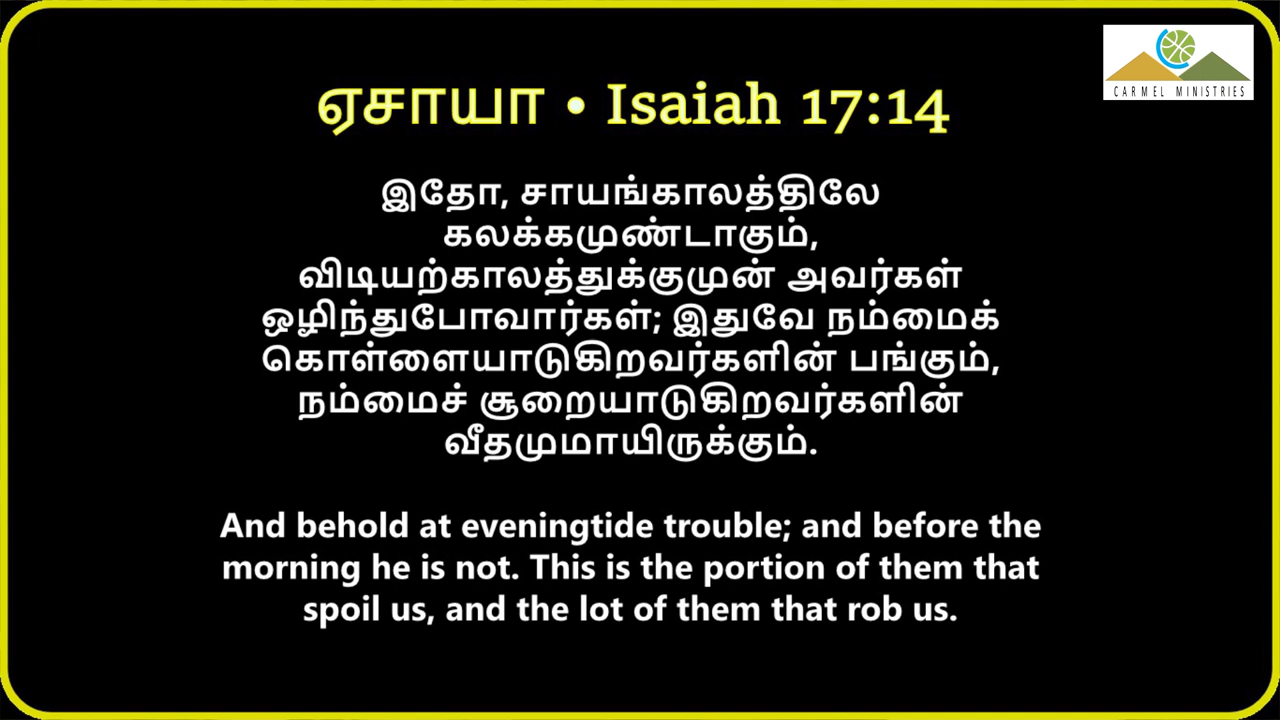 CARMEL MINISTRIES
ஏசாயா • Isaiah 17:14
இதோ, சாயங்காலத்திலே
கலக்கமுண்டாகும்,
விடியற்காலத்துக்குமுன் அவர்கள்
ஒழிந்துபோவார்கள்; இதுவே நம்மைக்
கொள்ளையாடுகிறவர்களின் பங்கும்,
நம்மைச் சூறையாடுகிறவர்களின்
வீதமுமாயிருக்கும்.
And behold at eveningtide trouble; and before the
morning he is not. This is the portion of them that
spoil us, and the lot of them that rob us.